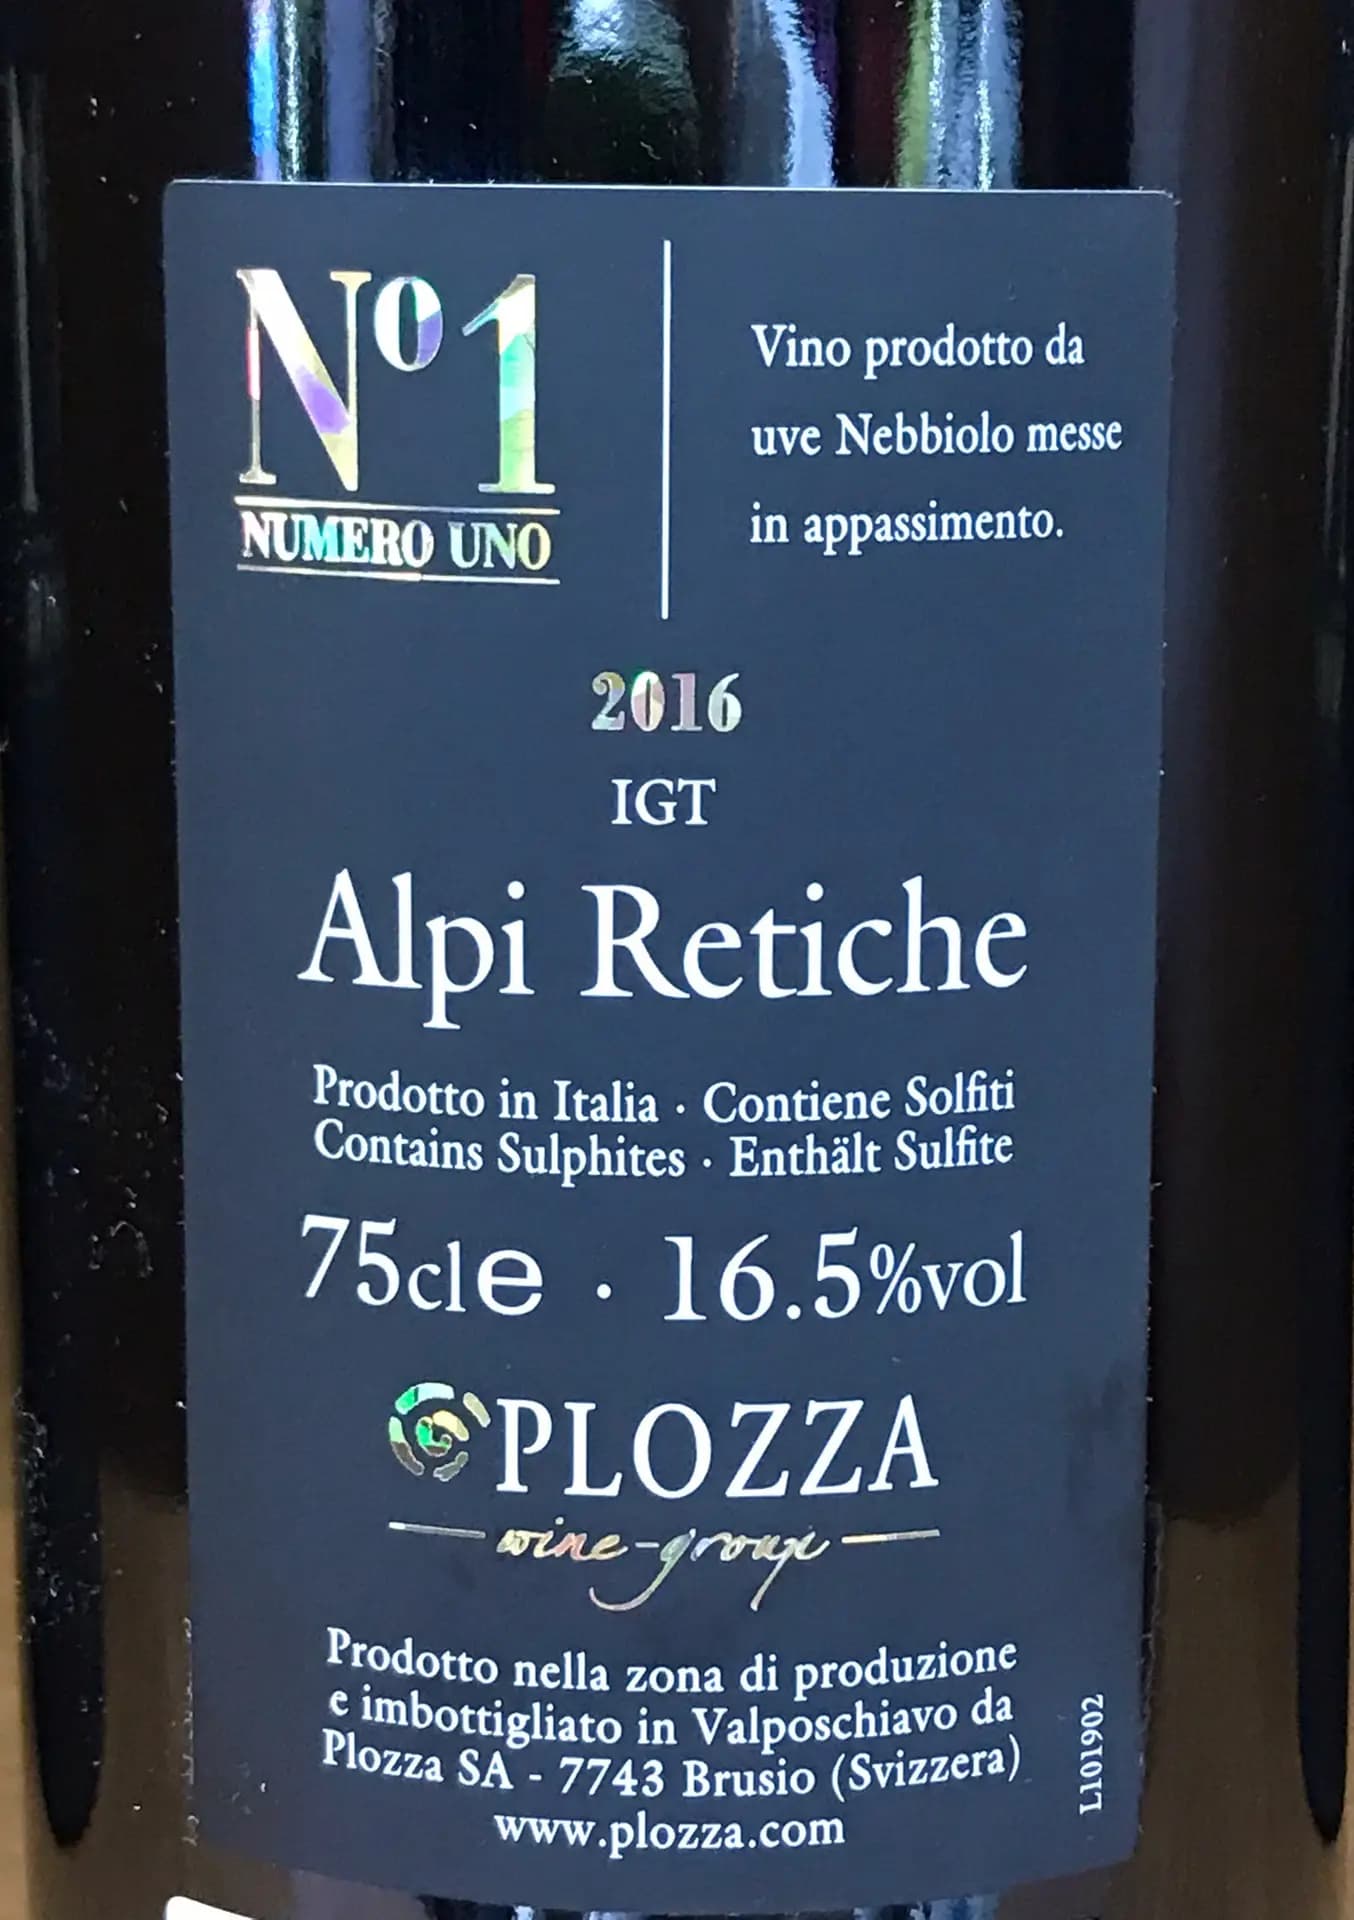 Nº1
NUMERO UNO
Vino prodotto da
uve Nebbiolo messe
in appassimento.
2016
IGT
Alpi Retiche
Prodotto in Italia · Contiene Solfiti
Contains Sulphites · Enthält Sulfite
75cl e · 16.5%vol
PLOZZA
wine-group
Prodotto nella zona di produzione
e imbottigliato in Valposchiavo da
Plozza SA - 7743 Brusio (Svizzera)
www.plozza.com
L101902